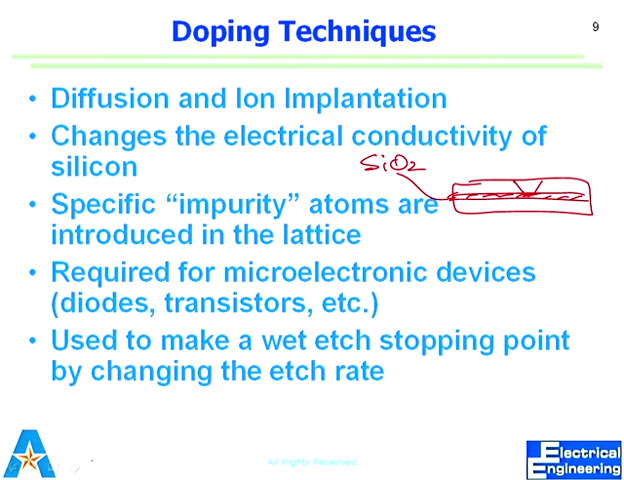 Doping Techniques
9
• Diffusion and Ion Implantation
• Changes the electrical conductivity of
silicon
SiO2
• Specific “impurity” atoms are
introduced in the lattice
• Required for microelectronic devices
(diodes, transistors, etc.)
• Used to make a wet etch stopping point
by changing the etch rate
All Rights Reserved
Electrical
Engineering